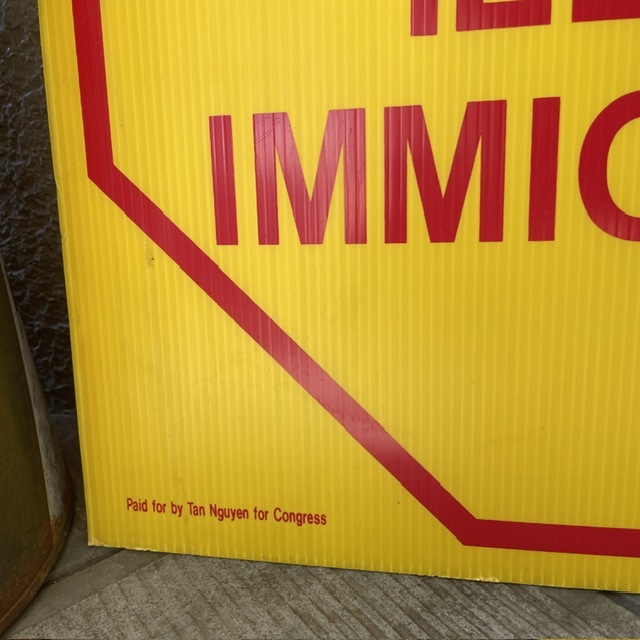 IMMI
Paid for by Tan Nguyen for Congress